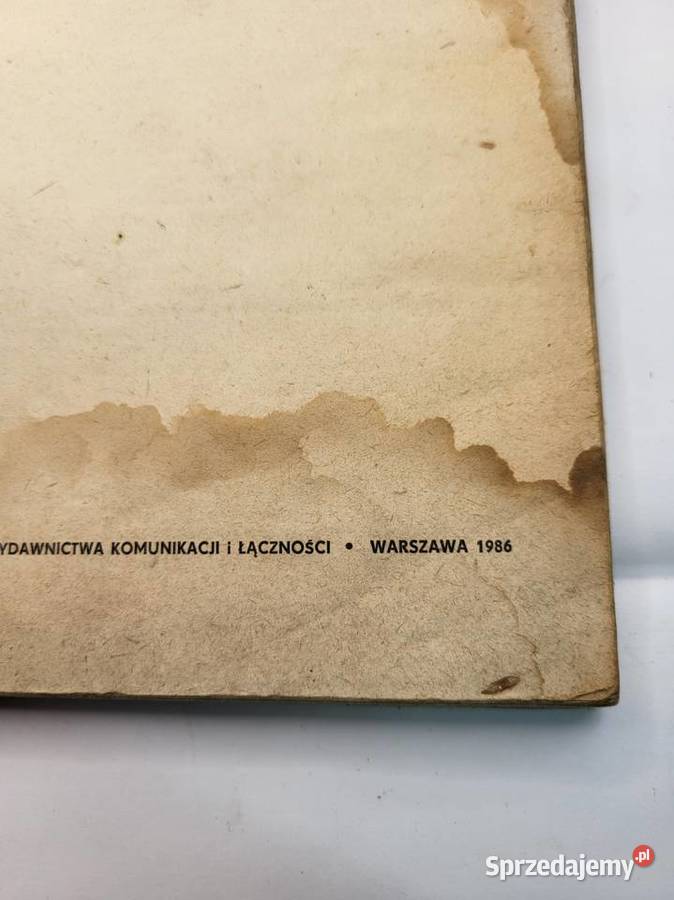 YDAWNICTWA KOMUNIKACJI i ŁĄCZNOŚCI • WARSZAWA 1986
Sprzedajemy.pl